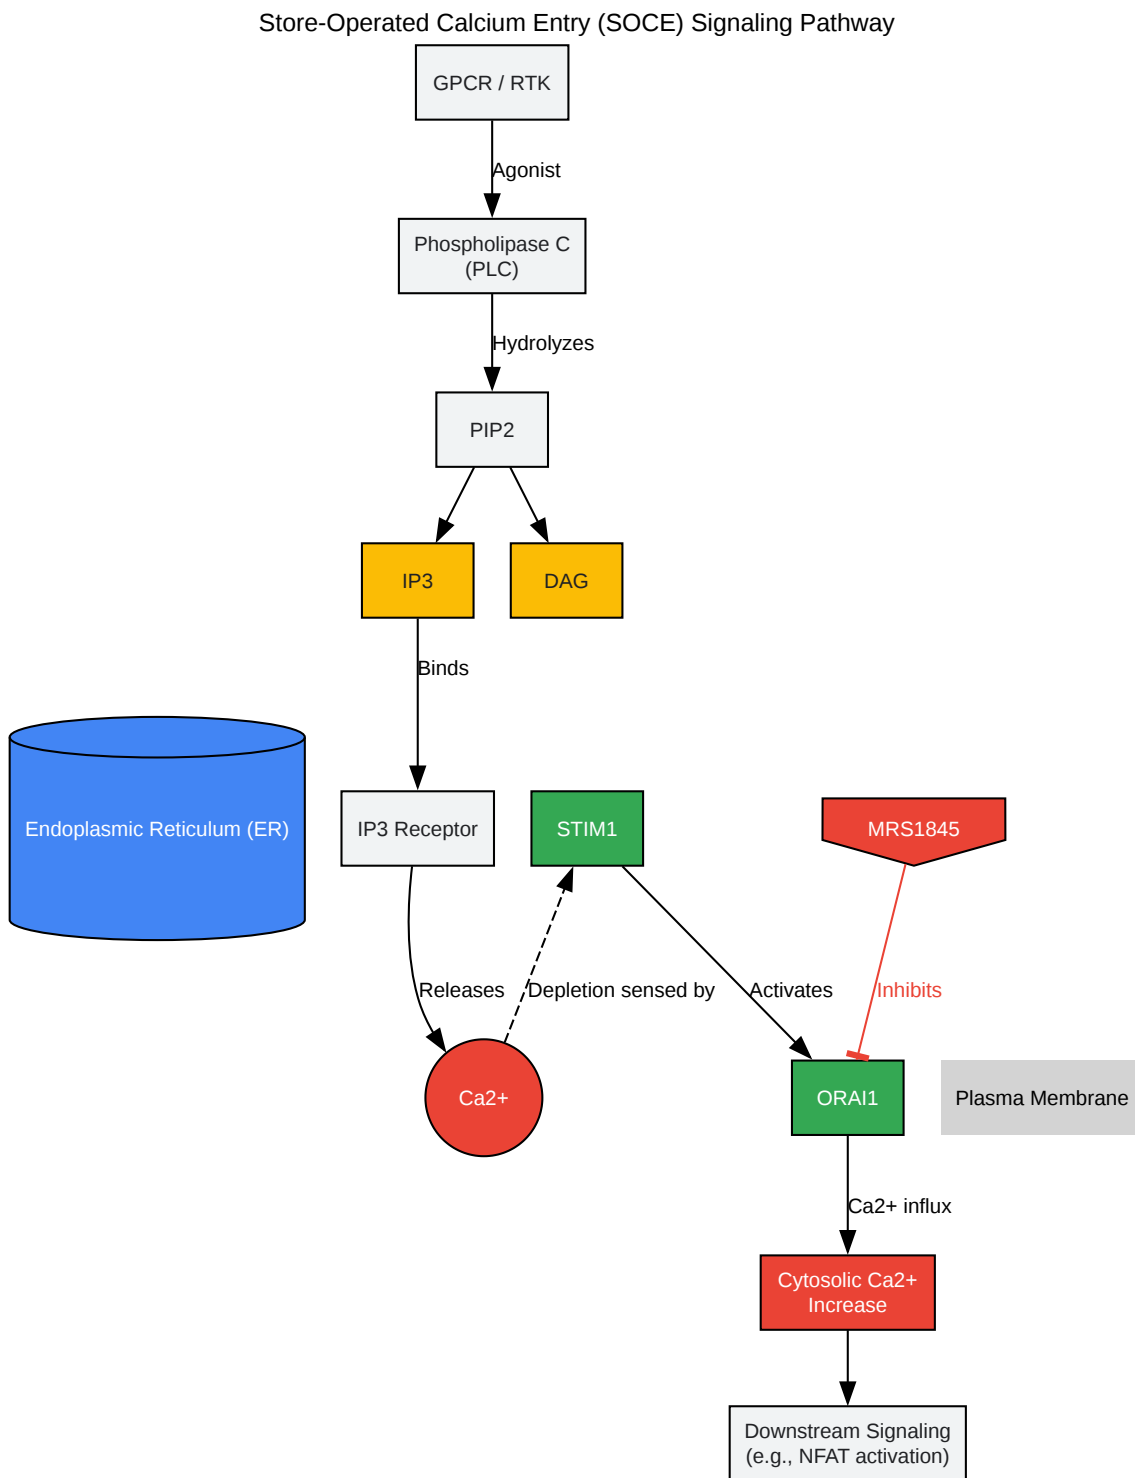 Store-Operated Calcium Entry (SOCE) Signaling Pathway
GPCR / RTK
Agonist
Phospholipase C
(PLC)
Hydrolyzes
PIP2
IP3
DAG
Binds
Endoplasmic Reticulum (ER)
IP3 Receptor
STIM1
MRS1845
Releases
Depletion sensed by
Activates
Inhibits
Ca2+
ORAI1
Plasma Membrane
Ca2+ influx
Cytosolic Ca2+
Increase
Downstream Signaling
(e.g., NFAT activation)